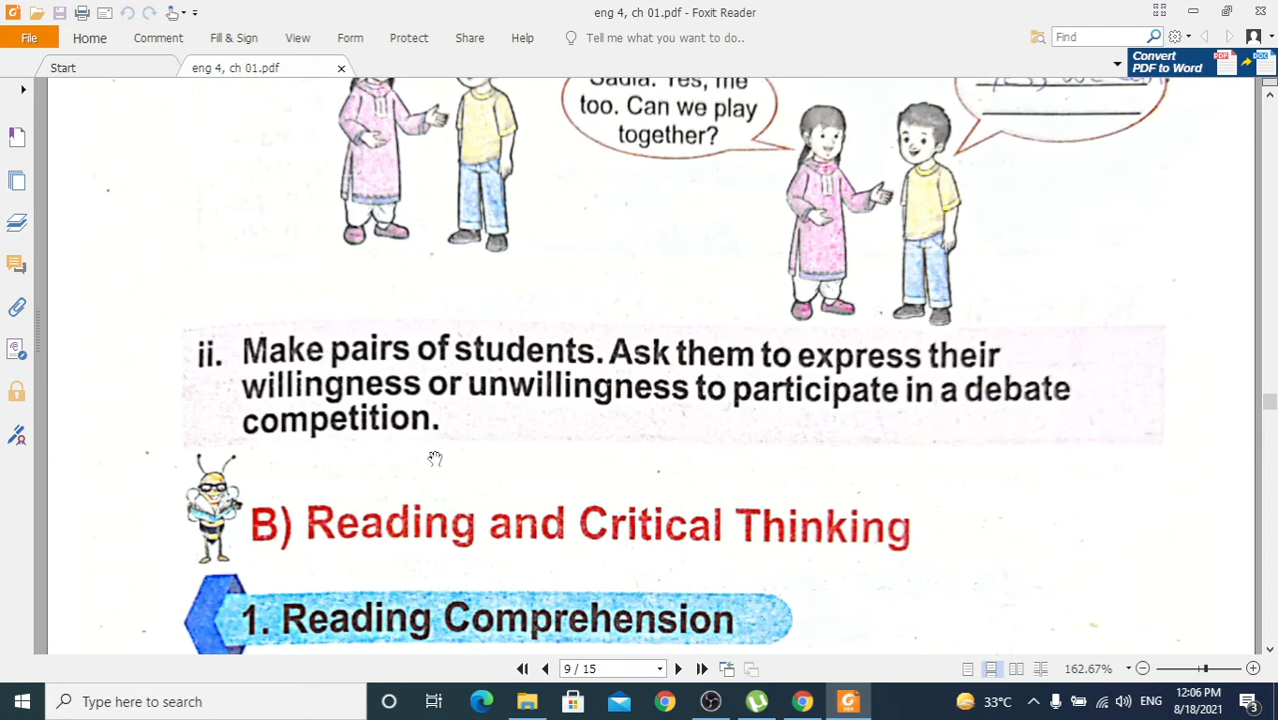 eng 4, ch 01.pdf - Foxit Reader
File Home Comment Fill & Sign View Form Protect Share Help Tell me what you want to do.. Find
Start eng 4, ch 01.pdf
Convert
PDF to Word
Sadia: Yes, me
too. Can we play
together?
ii. Make pairs of students. Ask them to express their
willingness or unwillingness to participate in a debate
competition.
B) Reading and Critical Thinking
1. Reading Comprehension
9 / 15 162.67%
Type here to search
33°C ENG
12:06 PM
8/18/2021
3